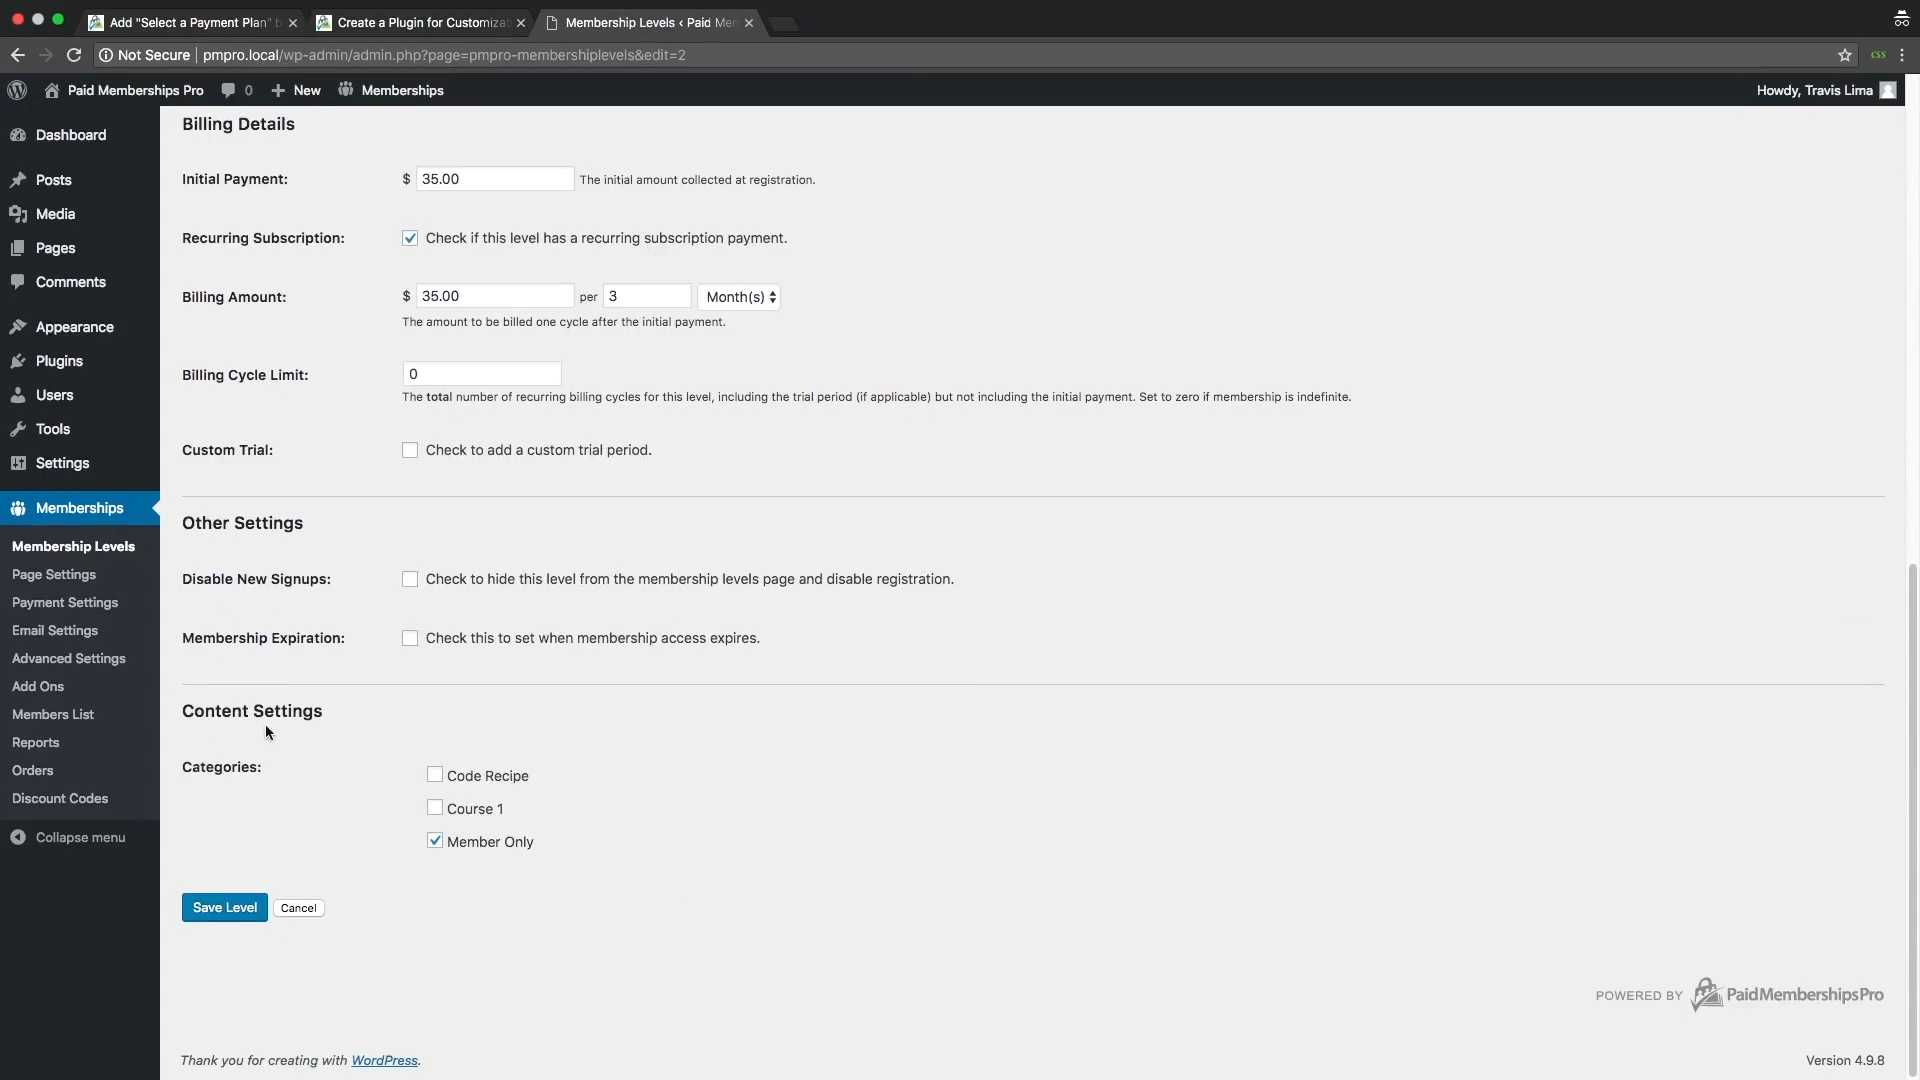 Add "Select a Payment Plan" b
Create a Plugin for Customizat
Membership Levels ‹ Paid Mem
Not Secure
pmpro.local/wp-admin/admin.php?page=pmpro-membershiplevels&edit=2
css
Paid Memberships Pro
0
New
Memberships
Howdy, Travis Lima
Dashboard
Posts
Media
Pages
Comments
Appearance
Plugins
Users
Tools
Settings
Memberships
Membership Levels
Page Settings
Payment Settings
Email Settings
Advanced Settings
Add Ons
Members List
Reports
Orders
Discount Codes
Collapse menu
Billing Details
Initial Payment:
$ 35.00 The initial amount collected at registration.
Recurring Subscription:
Check if this level has a recurring subscription payment.
Billing Amount:
$ 35.00 per 3 Month(s)
The amount to be billed one cycle after the initial payment.
Billing Cycle Limit:
0
The total number of recurring billing cycles for this level, including the trial period (if applicable) but not including the initial payment. Set to zero if membership is indefinite.
Custom Trial:
Check to add a custom trial period.
Other Settings
Disable New Signups:
Check to hide this level from the membership levels page and disable registration.
Membership Expiration:
Check this to set when membership access expires.
Content Settings
Categories:
Code Recipe
Course 1
Member Only
Save Level
Cancel
POWERED BY PaidMembershipsPro
Thank you for creating with WordPress.
Version 4.9.8